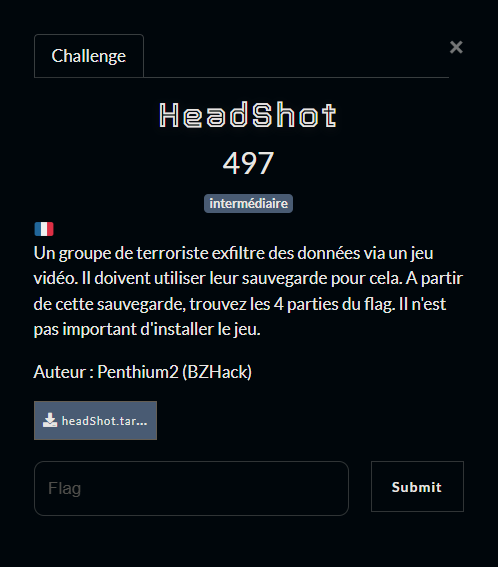 Challenge
×
HeadShot
497
intermédiaire
Un groupe de terroriste exfiltre des données via un jeu
vidéo. Il doivent utiliser leur sauvegarde pour cela. A partir
de cette sauvegarde, trouvez les 4 parties du flag. Il n'est
pas important d'installer le jeu.
Auteur : Penthium2 (BZHack)
headShot.tar...
Flag
Submit